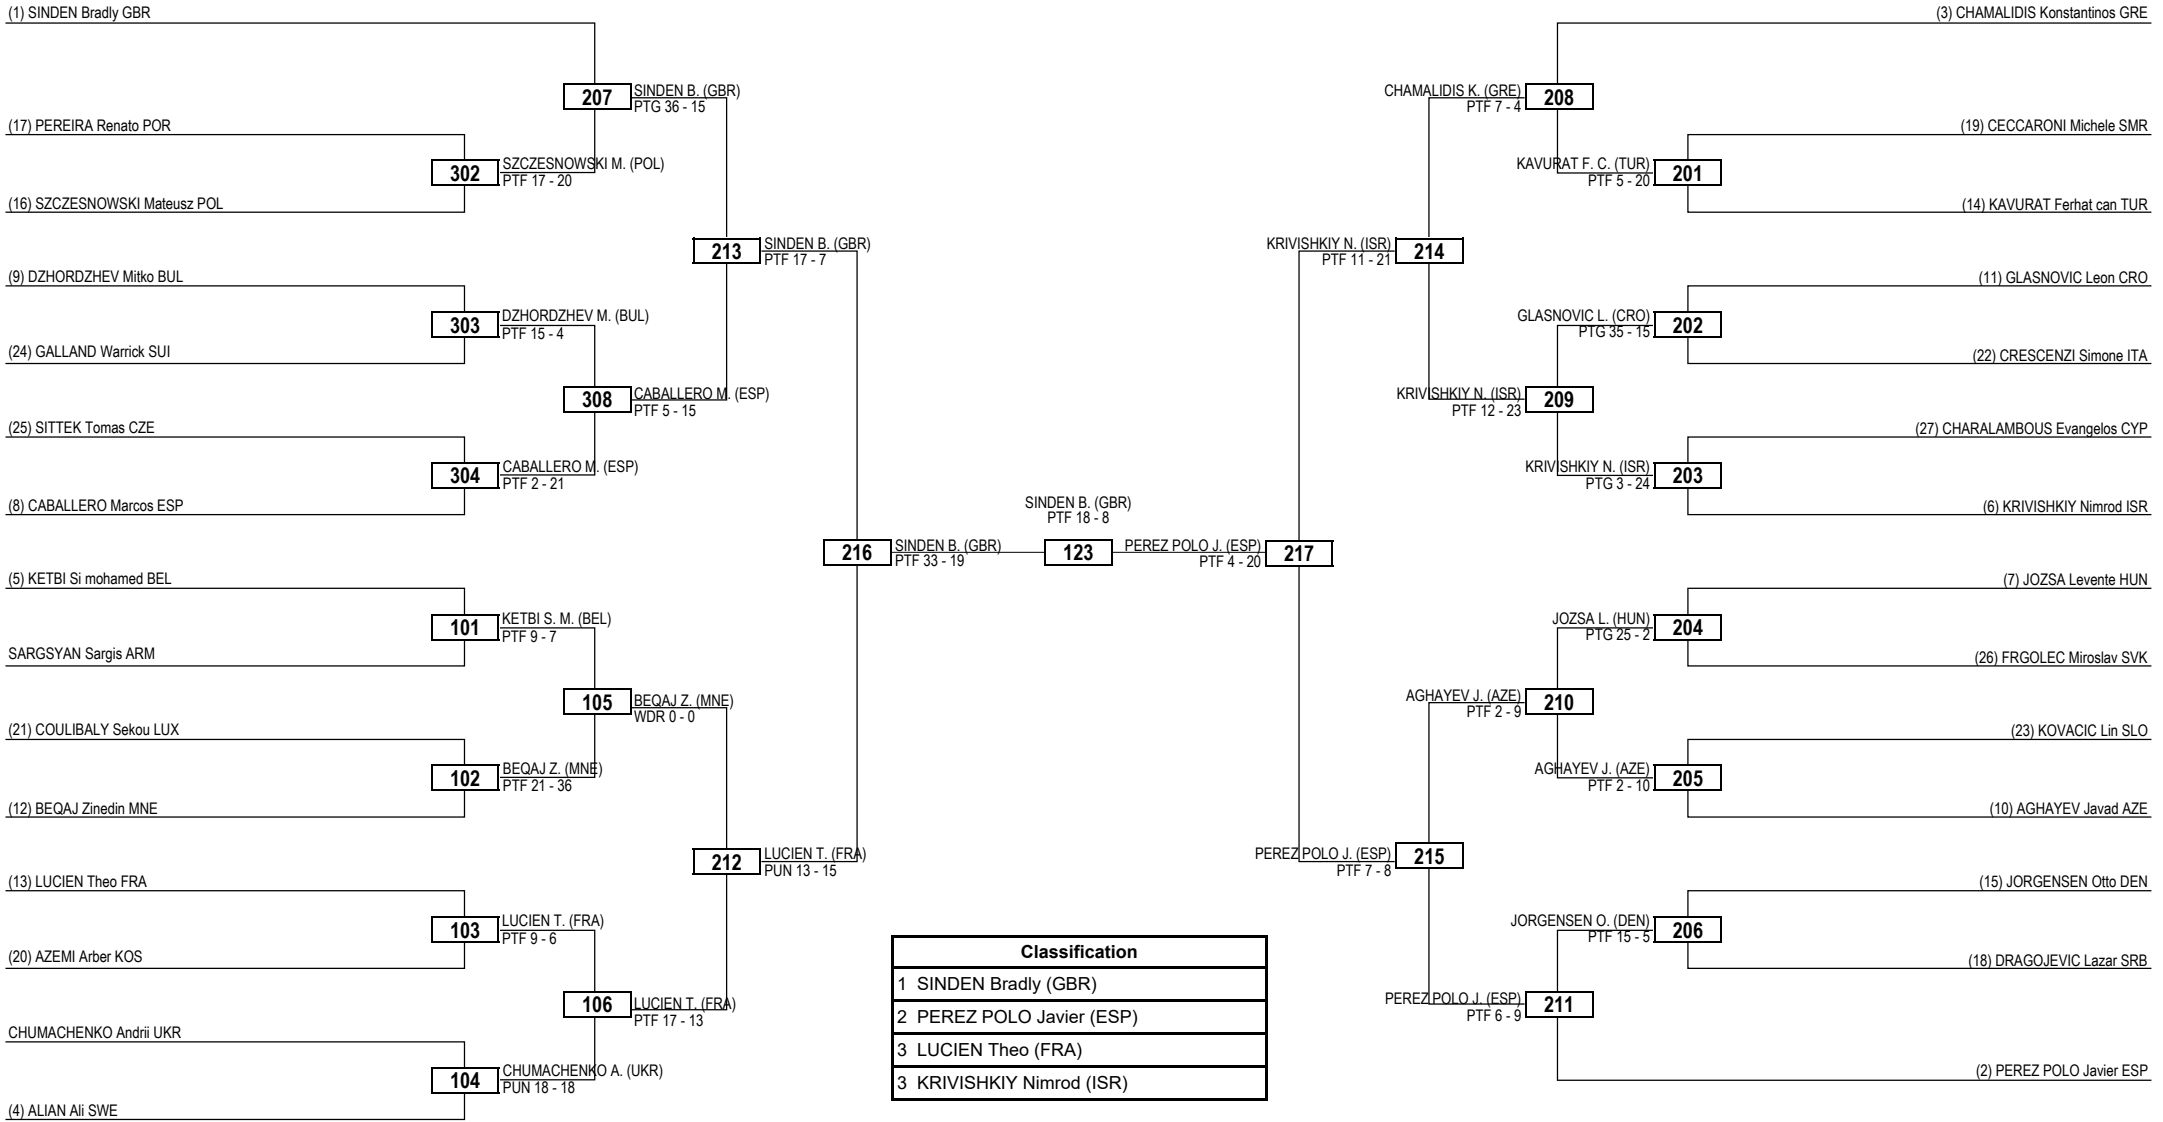 (1) SINDEN Bradly GBR
207
SINDEN B. (GBR)
PTG 36 - 15
(17) PEREIRA Renato POR
302
SZCZESNOWSKI M. (POL)
PTF 17 - 20
(16) SZCZESNOWSKI Mateusz POL
213
SINDEN B. (GBR)
PTF 17 - 7
(9) DZHORDZHEV Mitko BUL
303
DZHORDZHEV M. (BUL)
PTF 15 - 4
(24) GALLAND Warrick SUI
308
CABALLERO M. (ESP)
PTF 5 - 15
(25) SITTEK Tomas CZE
304
CABALLERO M. (ESP)
PTF 2 - 21
(8) CABALLERO Marcos ESP
216
SINDEN B. (GBR)
PTF 33 - 19
(5) KETBI Si mohamed BEL
101
KETBI S. M. (BEL)
PTF 9 - 7
SARGSYAN Sargis ARM
105
BEQAJ Z. (MNE)
WDR 0 - 0
(21) COULIBALY Sekou LUX
102
BEQAJ Z. (MNE)
PTF 21 - 36
(12) BEQAJ Zinedin MNE
212
LUCIEN T. (FRA)
PUN 13 - 15
(13) LUCIEN Theo FRA
103
LUCIEN T. (FRA)
PTF 9 - 6
(20) AZEMI Arber KOS
106
LUCIEN T. (FRA)
PTF 17 - 13
CHUMACHENKO Andrii UKR
104
CHUMACHENKO A. (UKR)
PUN 18 - 18
(4) ALIAN Ali SWE
SINDEN B. (GBR)
PTF 18 - 8
123
(3) CHAMALIDIS Konstantinos GRE
CHAMALIDIS K. (GRE)
PTF 7 - 4
208
(19) CECCARONI Michele SMR
KAVURAT F. C. (TUR)
PTF 5 - 20
201
(14) KAVURAT Ferhat can TUR
KRIVISHKIY N. (ISR)
PTF 11 - 21
214
(11) GLASNOVIC Leon CRO
GLASNOVIC L. (CRO)
PTG 35 - 15
202
(22) CRESCENZI Simone ITA
KRIVISHKIY N. (ISR)
PTF 12 - 23
209
(27) CHARALAMBOUS Evangelos CYP
KRIVISHKIY N. (ISR)
PTG 3 - 24
203
(6) KRIVISHKIY Nimrod ISR
PEREZ POLO J. (ESP)
PTF 4 - 20
217
(7) JOZSA Levente HUN
JOZSA L. (HUN)
PTG 25 - 2
204
(26) FRGOLEC Miroslav SVK
AGHAYEV J. (AZE)
PTF 2 - 9
210
(23) KOVACIC Lin SLO
AGHAYEV J. (AZE)
PTF 2 - 10
205
(10) AGHAYEV Javad AZE
PEREZ POLO J. (ESP)
PTF 7 - 8
215
(15) JORGENSEN Otto DEN
JORGENSEN O. (DEN)
PTF 15 - 5
206
(18) DRAGOJEVIC Lazar SRB
PEREZ POLO J. (ESP)
PTF 6 - 9
211
(2) PEREZ POLO Javier ESP
Classification
1 SINDEN Bradly (GBR)
2 PEREZ POLO Javier (ESP)
3 LUCIEN Theo (FRA)
3 KRIVISHKIY Nimrod (ISR)